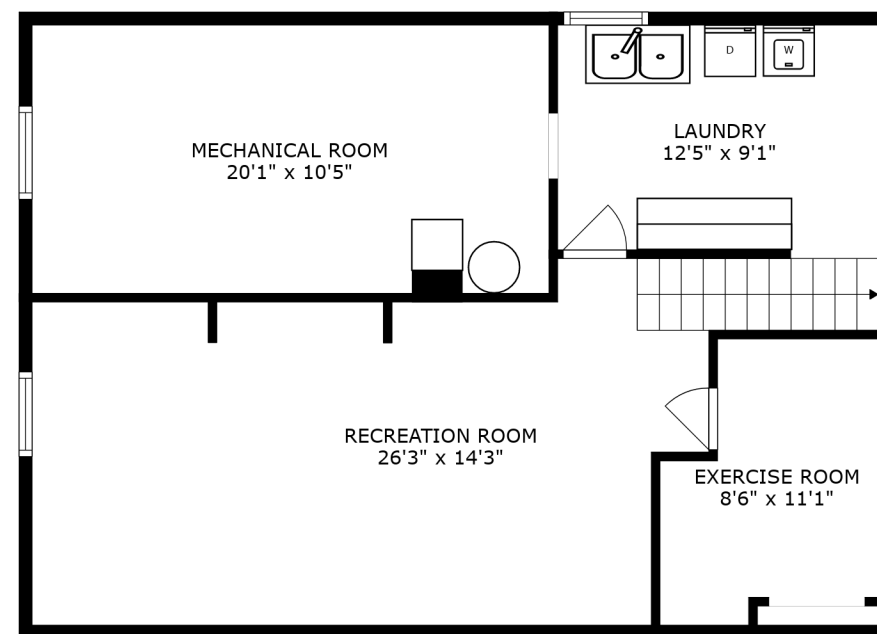 D
W
LAUNDRY
12'5" x 9'1"
MECHANICAL ROOM
20'1" x 10'5"
RECREATION ROOM
26'3" x 14'3"
EXERCISE ROOM
8'6" x 11'1"